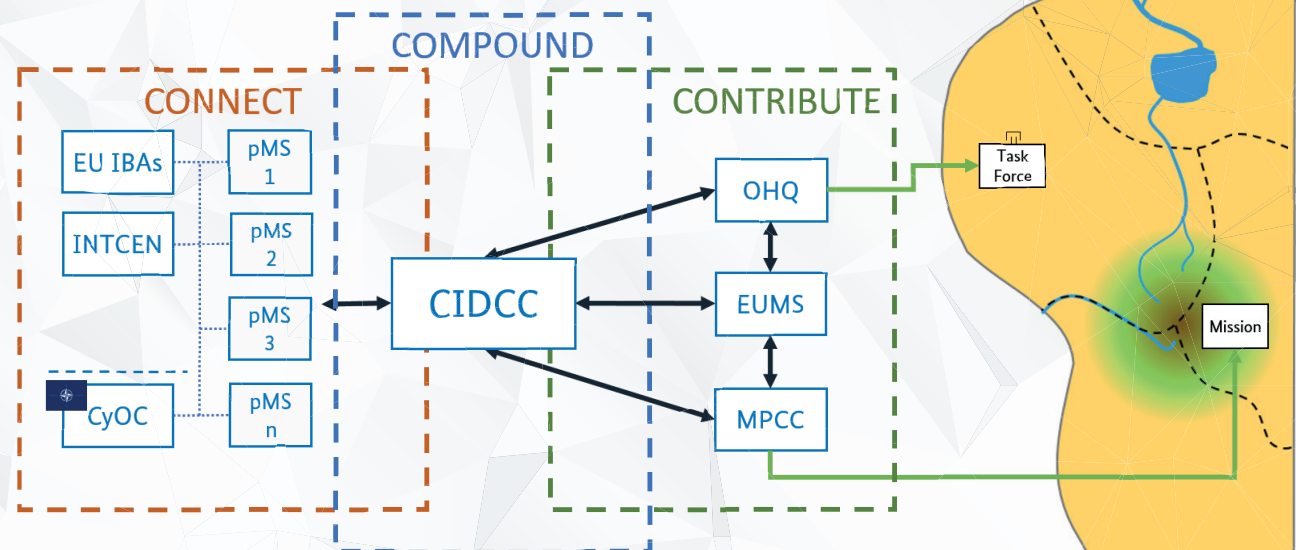 COMPOUND
CONNECT
CONTRIBUTE
EU IBAs
pMS
1
INTCEN
pMS
2
pMS
3
CyOC
pMS
n
CIDCC
OHQ
EUMS
MPCC
Task
Force
Mission